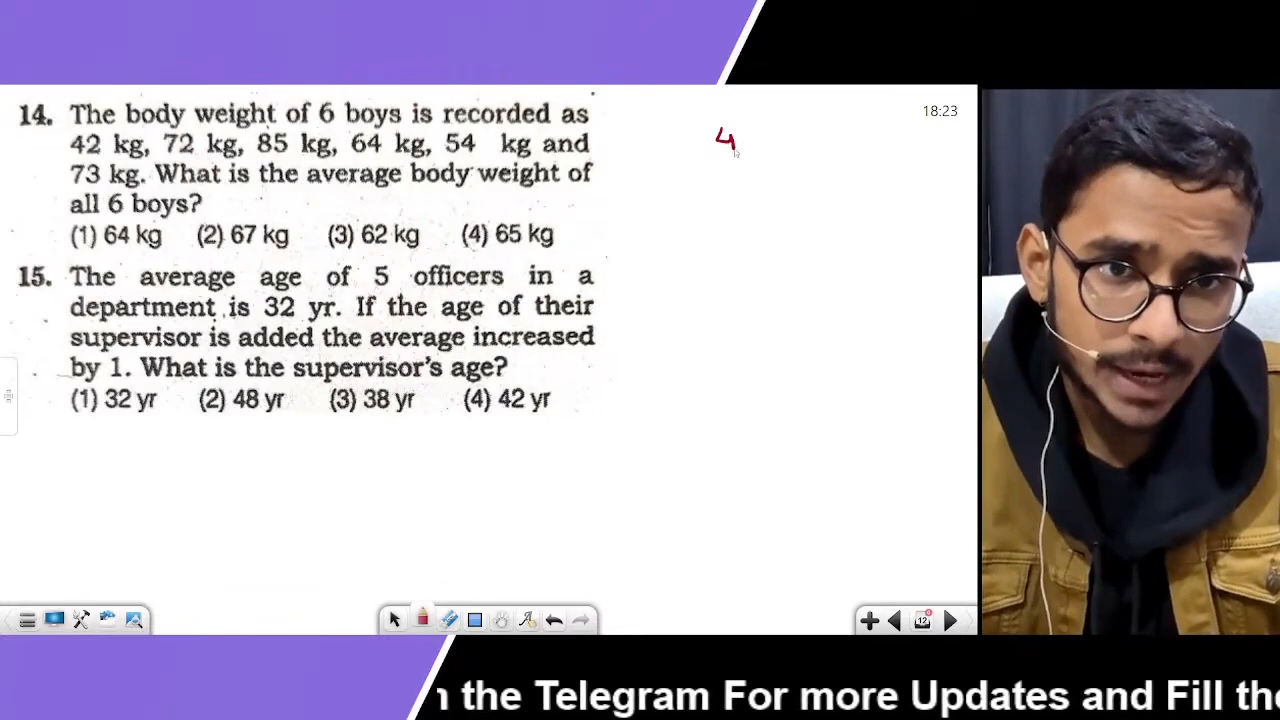 14. The body weight of 6 boys is recorded as
42 kg, 72 kg, 85 kg, 64 kg, 54 kg and
73 kg. What is the average body weight of
all 6 boys?
(1) 64 kg (2) 67 kg (3) 62 kg (4) 65 kg
15. The average age of 5 officers in a
department is 32 yr. If the age of their
supervisor is added the average increased
by 1. What is the supervisor's age?
(1) 32 yr (2) 48 yr (3) 38 yr (4) 42 yr
4
18:23
12
n the Telegram For more Updates and Fill the